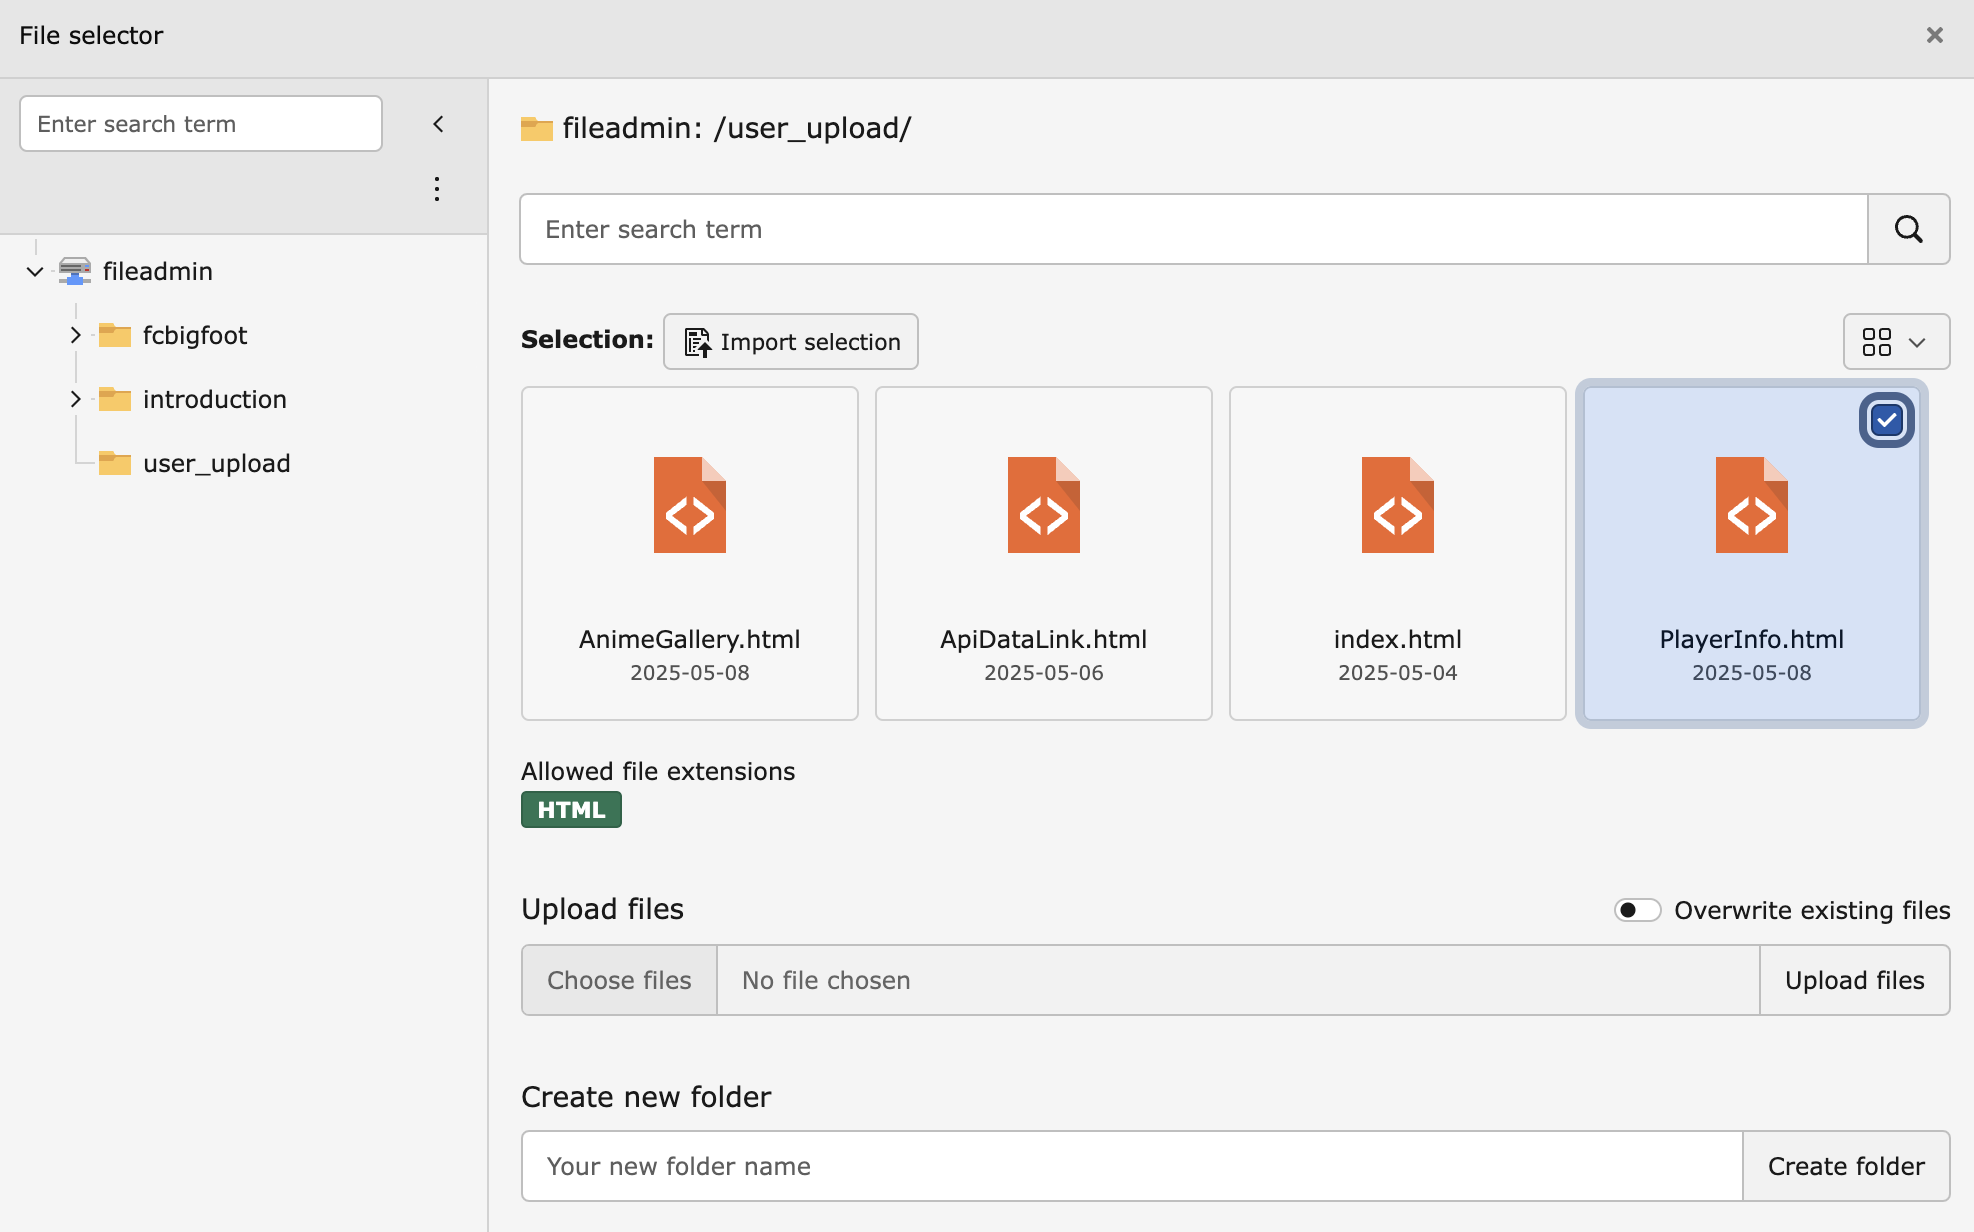 File selector
Enter search term
fileadmin
fcbigfoot
introduction
user_upload
fileadmin: /user_upload/
Enter search term
Selection: Import selection
AnimeGallery.html
2025-05-08
ApiDataLink.html
2025-05-06
index.html
2025-05-04
PlayerInfo.html
2025-05-08
Allowed file extensions
HTML
Upload files
Overwrite existing files
Choose files No file chosen Upload files
Create new folder
Your new folder name Create folder